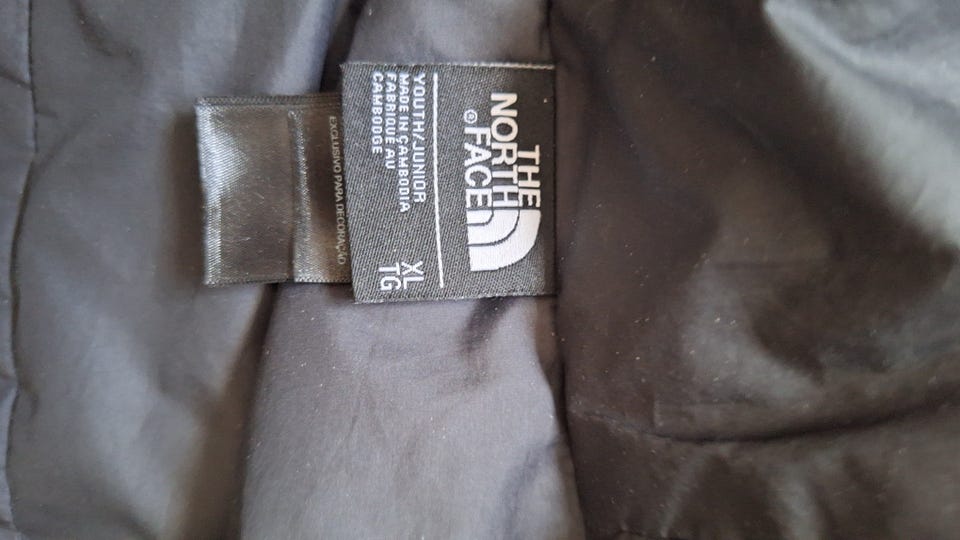 THE
NORTH
FACE
®
YOUTH/JUNIOR
MADE IN CAMBODIA
FABRIQUE AU
CAMBODGE
XL
TG
EXCLUSIVO PARA DECORAÇÃO